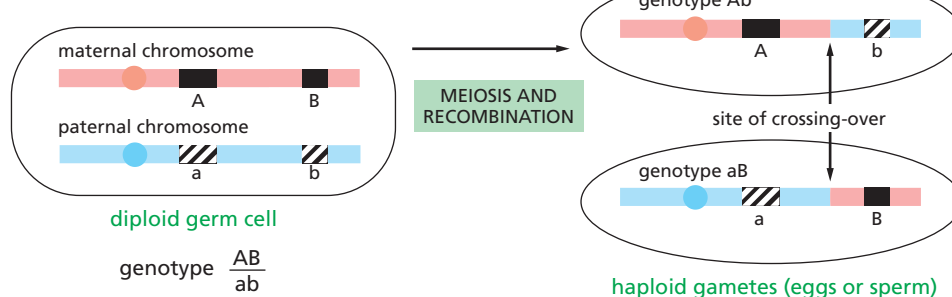 genotype Ab
maternal chromosome
A
B
A
b
MEIOSIS AND
RECOMBINATION
site of crossing-over
paternal chromosome
a
b
genotype aB
a
B
diploid germ cell
genotype AB
ab
haploid gametes (eggs or sperm)